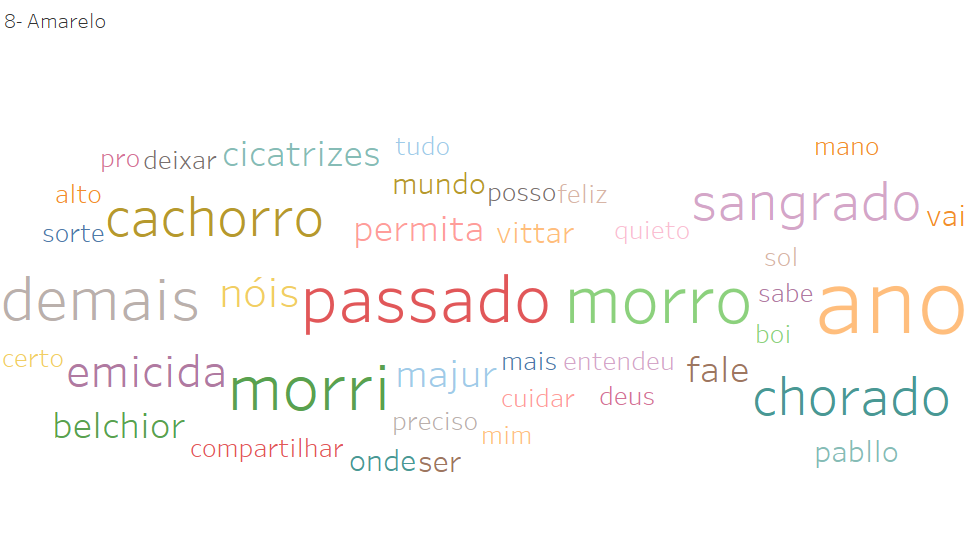 8- Amarelo
pro deixar cicatrizes tudo mano
alto mundo posso feliz
sorte cachorro permita vittar quieto sangrado vai
sol
demais nóis passado morro sabe ano
boi
certo emicida morri majur mais entendeu fale
cuidar deus chorado
belchior preciso mim
compartilhar onde ser pabllo